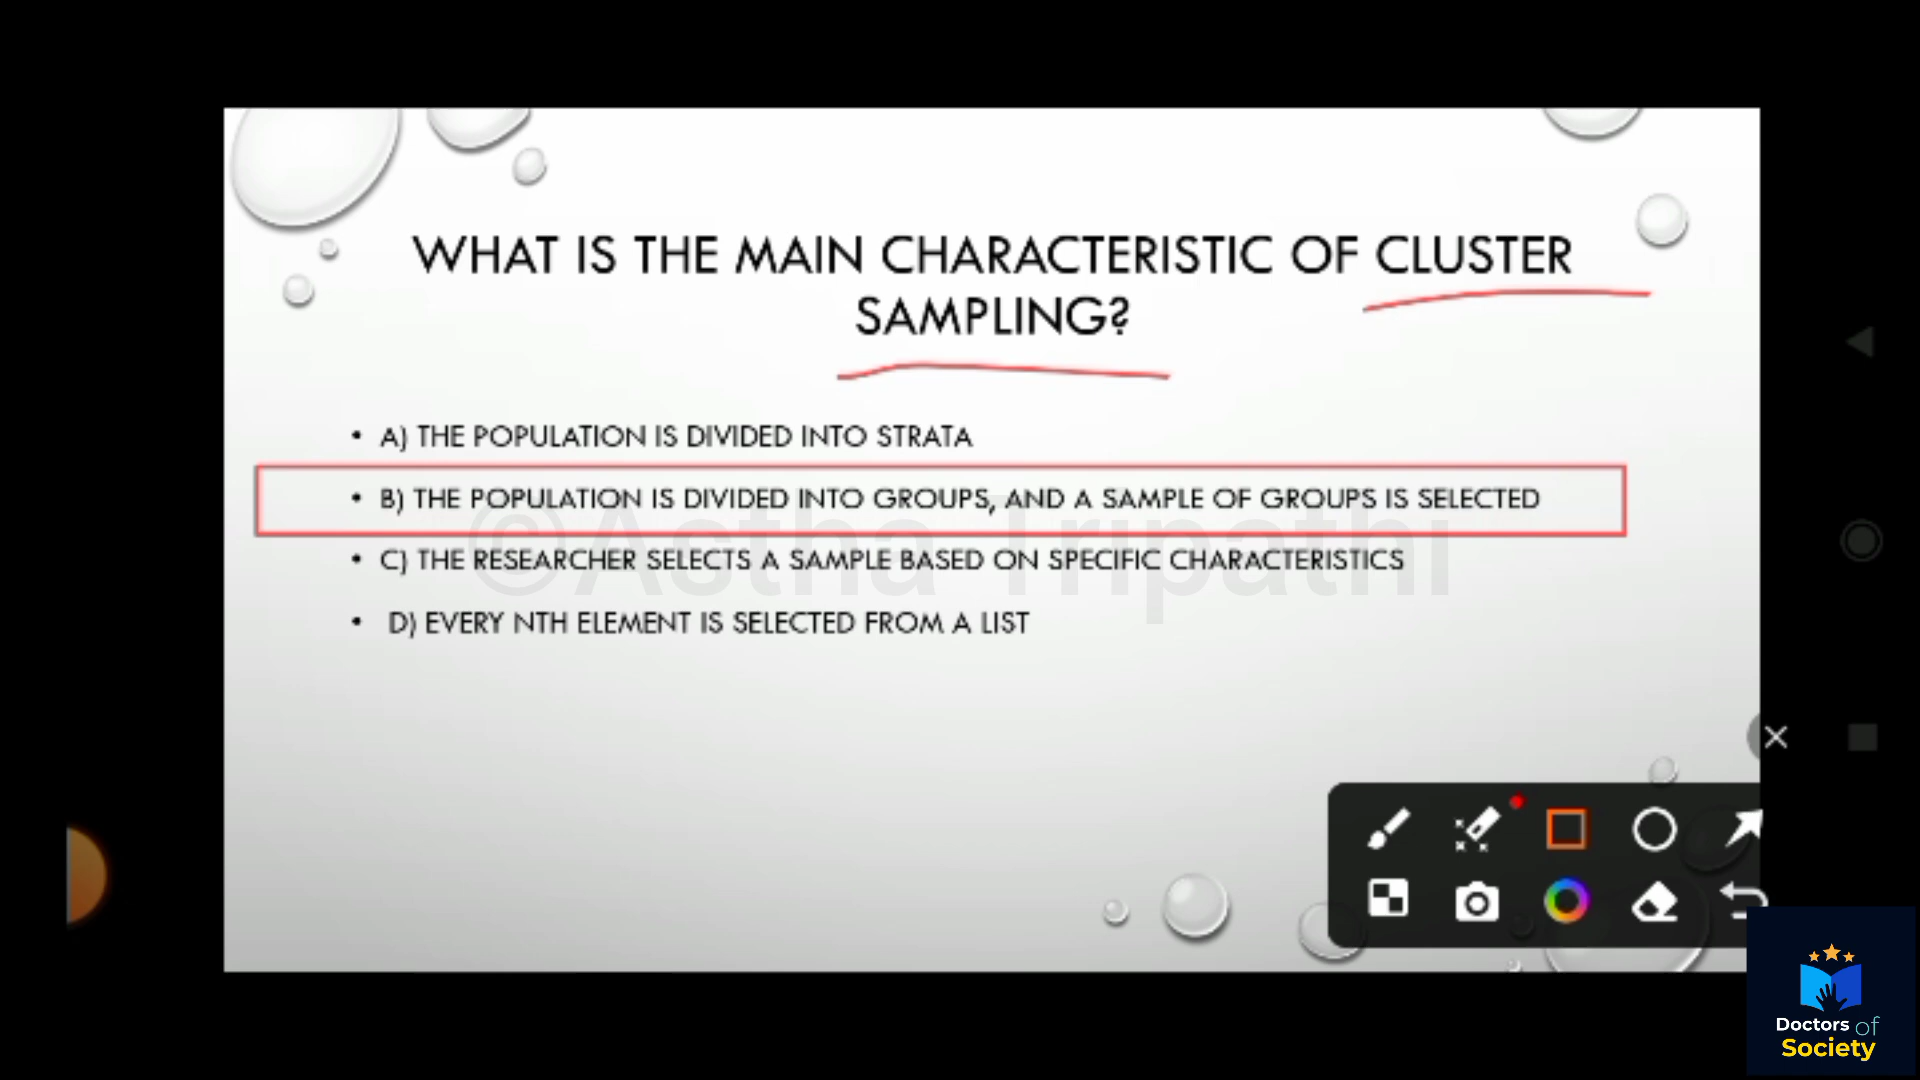 WHAT IS THE MAIN CHARACTERISTIC OF CLUSTER
SAMPLING?
• A) THE POPULATION IS DIVIDED INTO STRATA
• B) THE POPULATION IS DIVIDED INTO GROUPS, AND A SAMPLE OF GROUPS IS SELECTED
©Astha Tripathi
• C) THE RESEARCHER SELECTS A SAMPLE BASED ON SPECIFIC CHARACTERISTICS
• D) EVERY NTH ELEMENT IS SELECTED FROM A LIST
Doctors of
Society